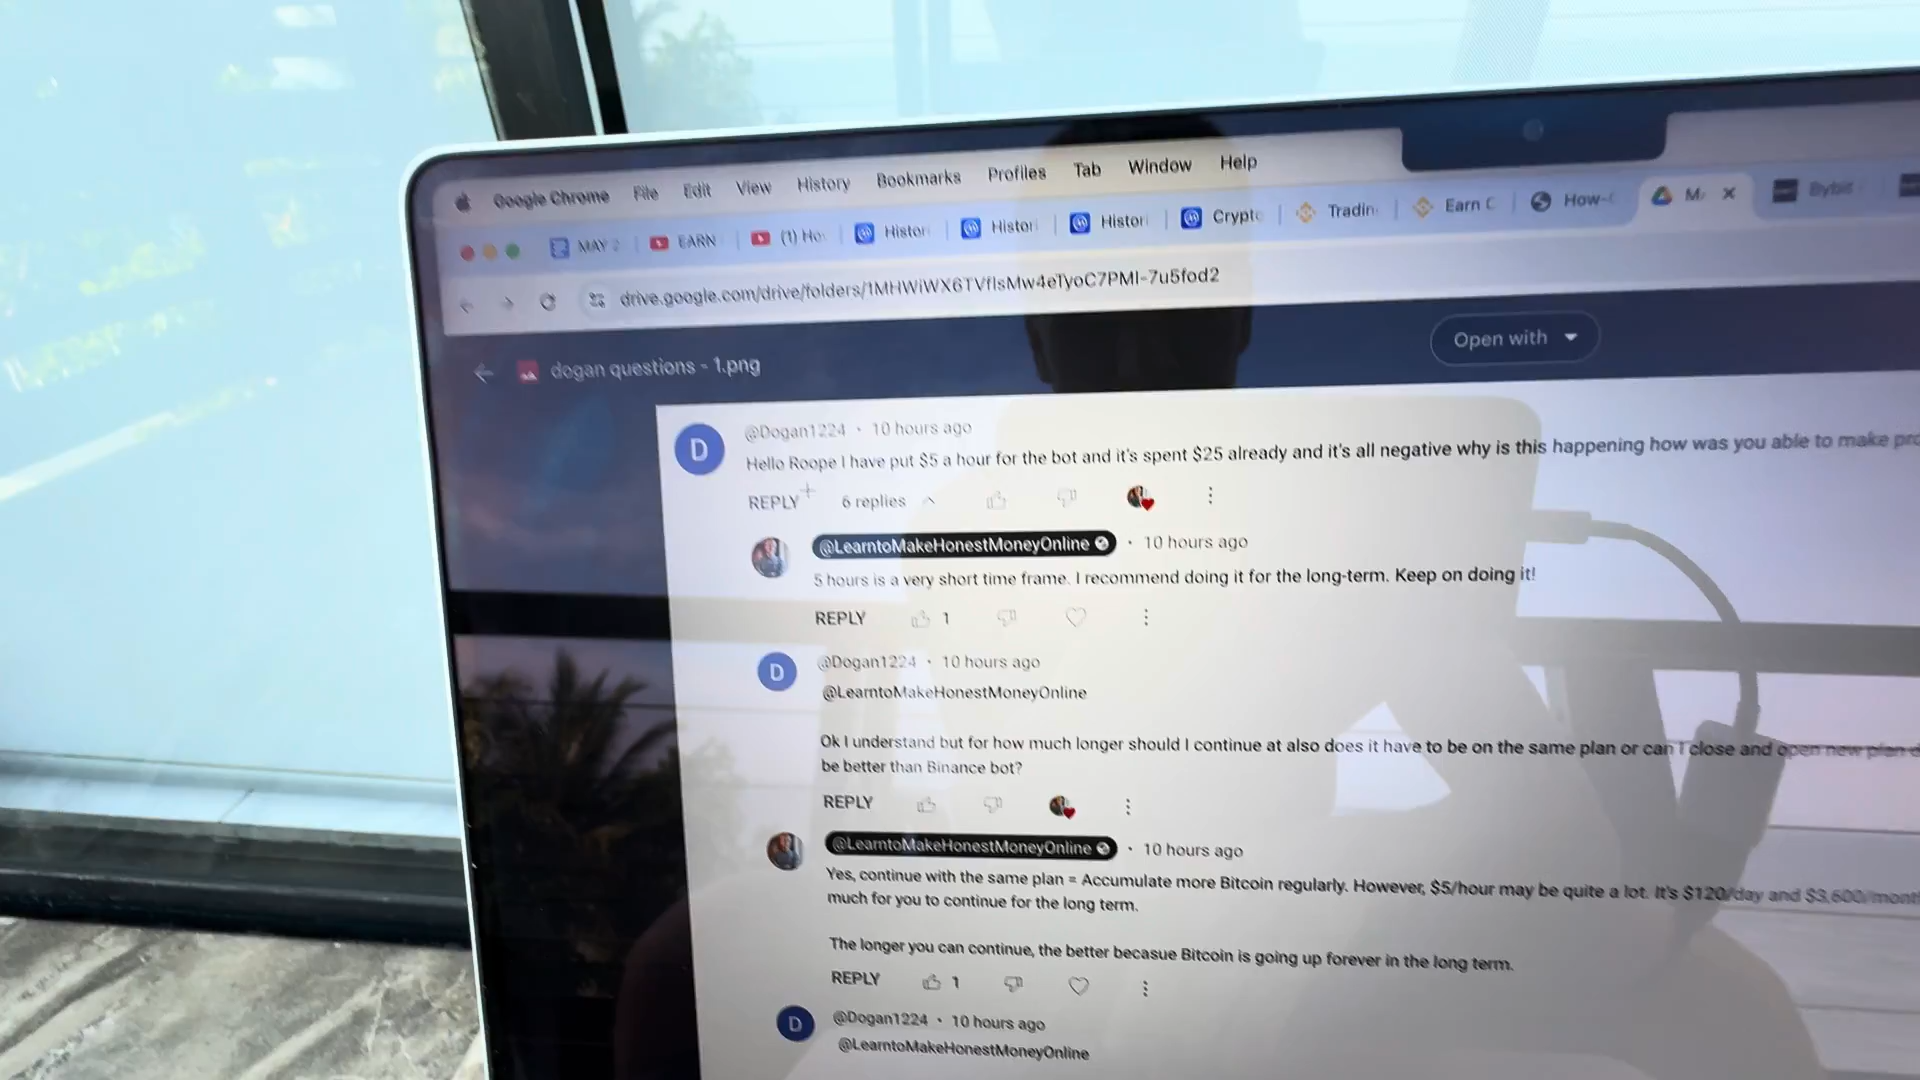 Google Chrome File Edit View History Bookmarks Profiles Tab Window Help
MAY 2 EARN (1) Ho Histor Histor Histor Crypto Tradin Earn C How- M Bybit
drive.google.com/drive/folders/1MHWiWX6TVflsMw4eTyoC7PMI-7u5fod2
dogan questions - 1.png Open with
D @Dogan1224 · 10 hours ago
Hello Roope I have put $5 a hour for the bot and it's spent $25 already and it's all negative why is this happening how was you able to make pro
REPLY 6 replies
@LearntoMakeHonestMoneyOnline · 10 hours ago
5 hours is a very short time frame. I recommend doing it for the long-term. Keep on doing it!
REPLY 1
D @Dogan1224 · 10 hours ago
@LearntoMakeHonestMoneyOnline
Ok I understand but for how much longer should I continue at also does it have to be on the same plan or can I close and open new plan
be better than Binance bot?
REPLY
@LearntoMakeHonestMoneyOnline · 10 hours ago
Yes, continue with the same plan = Accumulate more Bitcoin regularly. However, $5/hour may be quite a lot. It's $120/day and $3,600/month
much for you to continue for the long term.
The longer you can continue, the better becasue Bitcoin is going up forever in the long term.
REPLY 1
D @Dogan1224 · 10 hours ago
@LearntoMakeHonestMoneyOnline